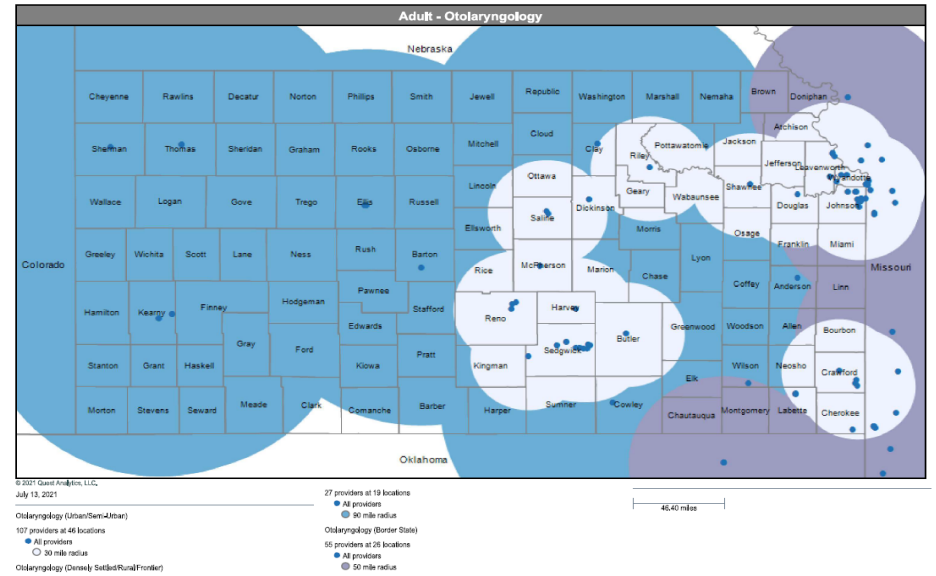 Adult - Otolaryngology
Nebraska
Cheyenne Rawlins Decatur Norton Phillips Smith Jewell Republic Washington Marshall Nemaha Brown Doniphan
Atchison
Sherman Thomas Sheridan Graham Rooks Osborne Mitchell Cloud Clay Riley Pottawatomie Jackson
Jefferson Leavenworth
Wyandotte
Wallace Logan Gove Trego Ellis Russell Lincoln Ottawa Geary Wabaunsee Shawnee Douglas Johnson
Saline Dickinson
Ellsworth Morris Osage
Greeley Wichita Scott Lane Ness Rush Barton Franklin Miami
Colorado Rice McPherson Marion Chase Lyon Missouri
Pawnee Coffey Anderson Linn
Hamilton Kearny Finney Hodgeman Stafford Reno Harvey
Edwards Greenwood Woodson Allen Bourbon
Gray Ford Sedgwick Butler
Stanton Grant Haskell Kiowa Pratt Kingman Wilson Neosho Crawford
Elk
Morton Stevens Seward Meade Clark Comanche Barber Harper Sumner Cowley Chautauqua Montgomery Labette Cherokee
Oklahoma
© 2021 Quest Analytics, LLC.
July 13, 2021
Otolaryngology (Urban/Semi-Urban)
107 providers at 46 locations
All providers
30 mile radius
Otolaryngology (Densely Settled/Rural/Frontier)
27 providers at 19 locations
All providers
90 mile radius
Otolaryngology (Border State)
55 providers at 26 locations
All providers
50 mile radius
46.40 miles